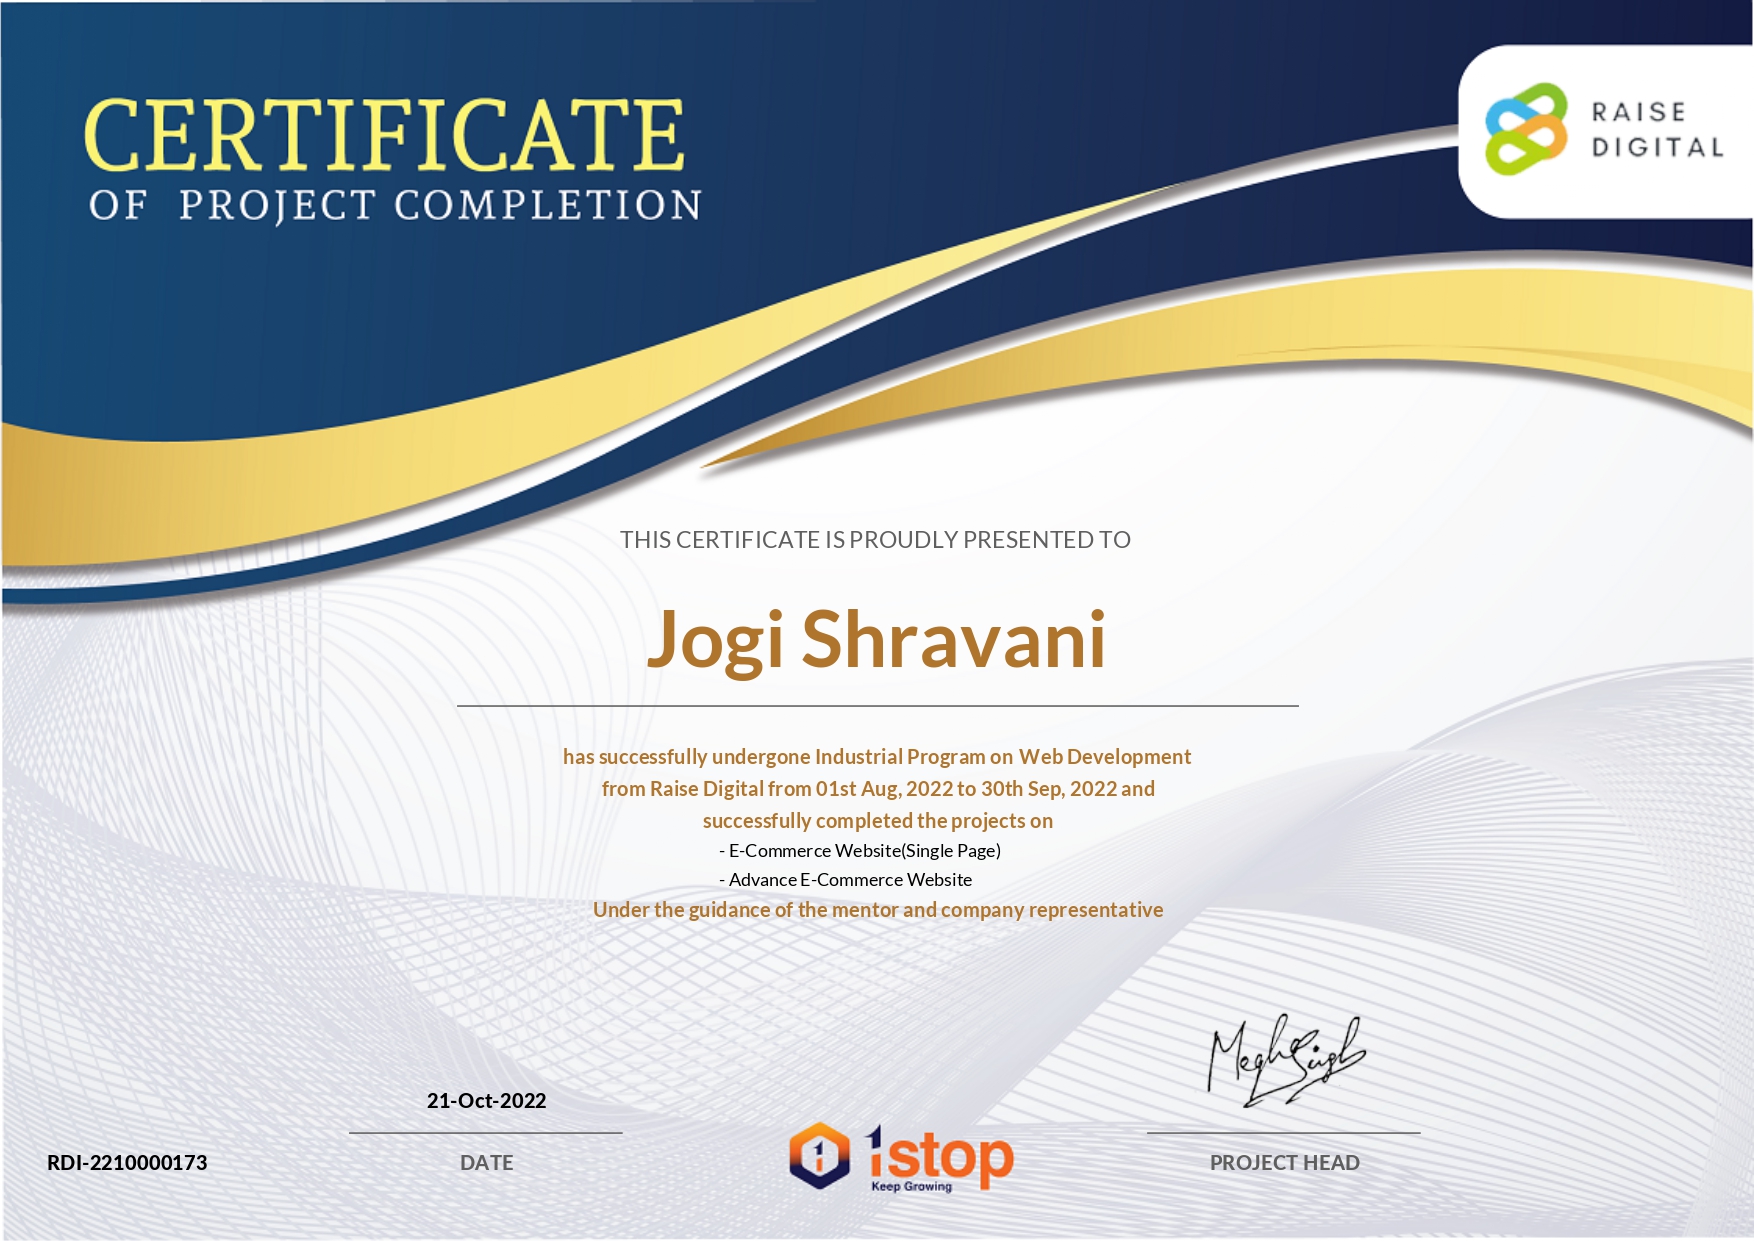 CERTIFICATE
OF PROJECT COMPLETION
RAISE
DIGITAL
THIS CERTIFICATE IS PROUDLY PRESENTED TO
Jogi Shravani
has successfully undergone Industrial Program on Web Development
from Raise Digital from 01st Aug, 2022 to 30th Sep, 2022 and
successfully completed the projects on
- E-Commerce Website(Single Page)
- Advance E-Commerce Website
Under the guidance of the mentor and company representative
Megha Singh
21-Oct-2022
RDI-2210000173
DATE
1stop
Keep Growing
PROJECT HEAD